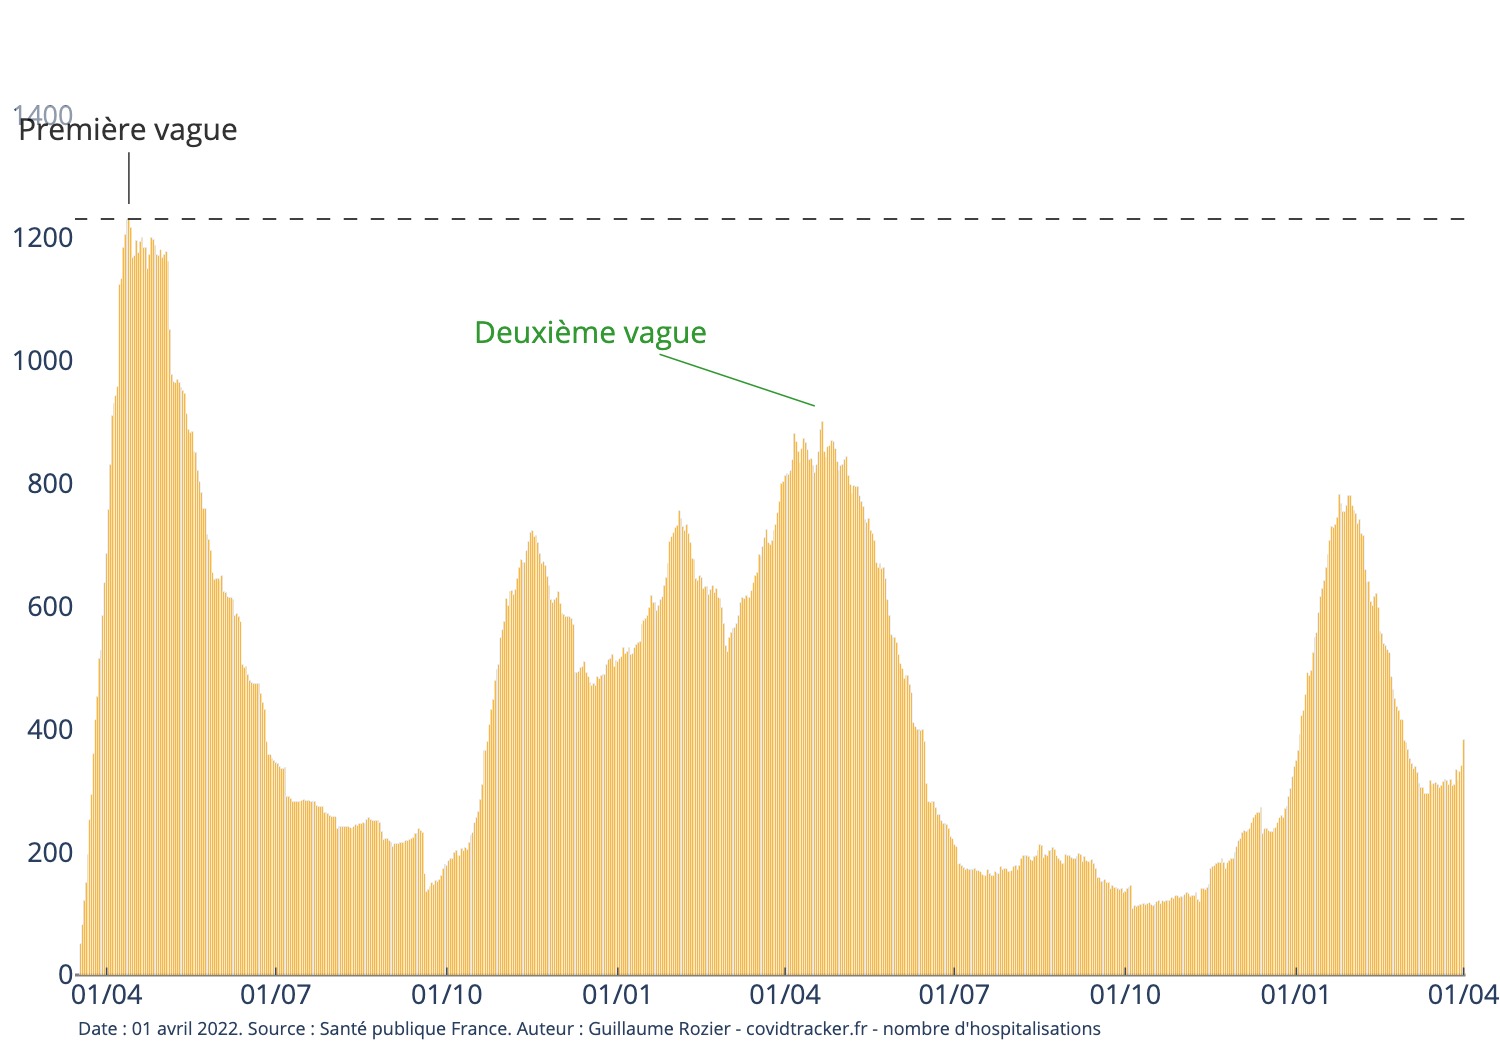 1400
Première vague
1200
1000
Deuxième vague
800
600
400
200
0
01/04 01/07 01/10 01/01 01/04 01/07 01/10 01/01 01/04
Date : 01 avril 2022. Source : Santé publique France. Auteur : Guillaume Rozier - covidtracker.fr - nombre d'hospitalisations